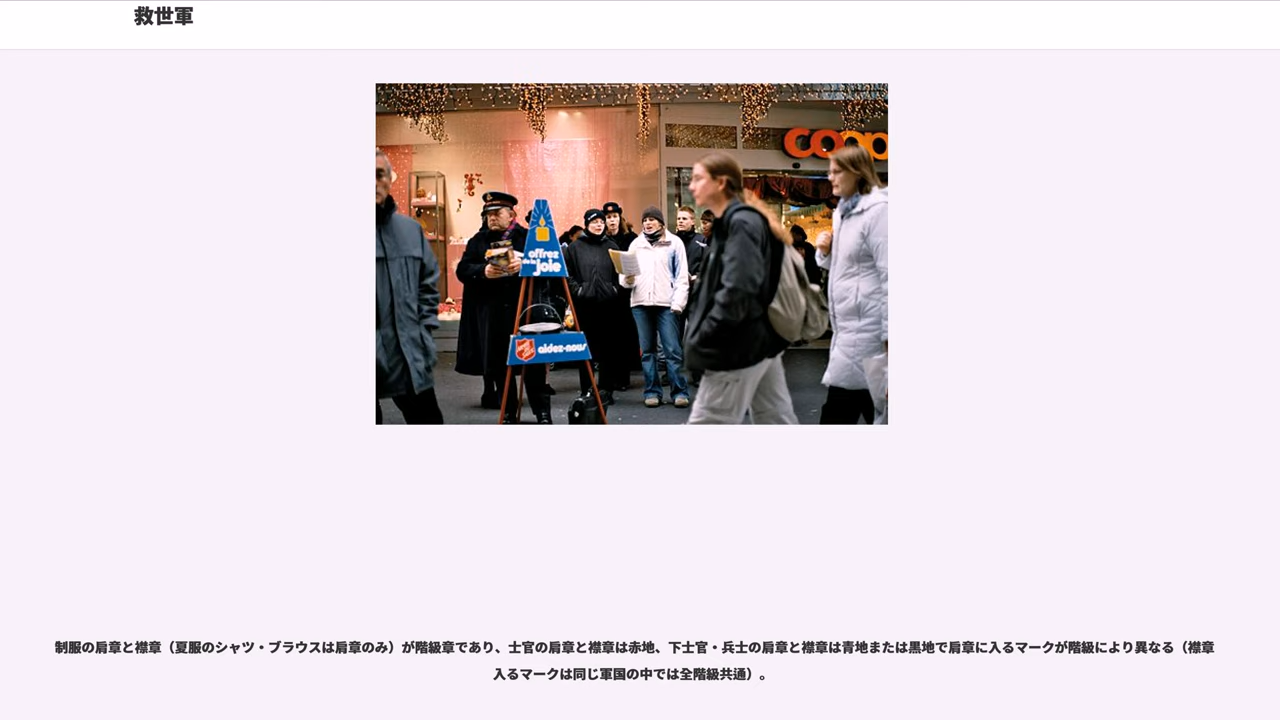 救世軍
coop
offrez
de la
joie
aidez-nous
制服の肩章と襟章（夏服のシャツ・ブラウスは肩章のみ）が階級章であり、士官の肩章と襟章は赤地、下士官・兵士の肩章と襟章は青地または黒地で肩章に入るマークが階級により異なる（襟章
入るマークは同じ軍国の中では全階級共通）。